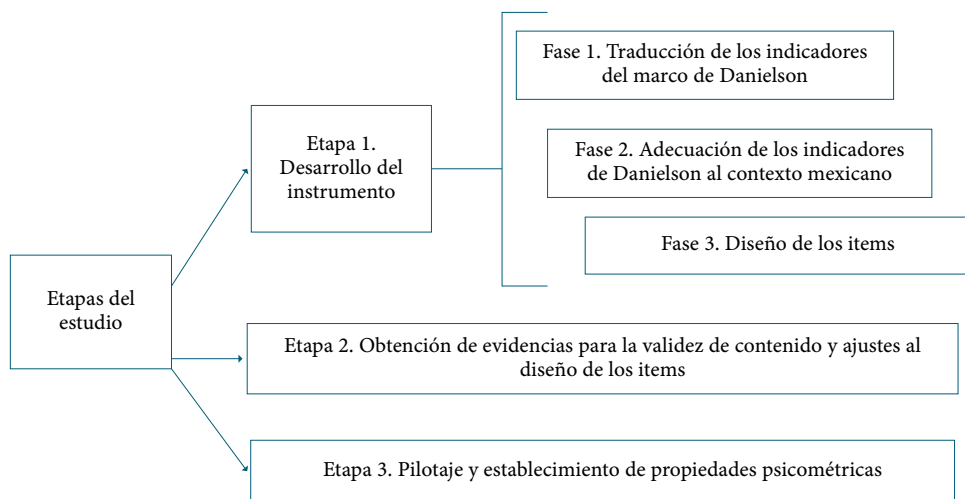 Etapas del
estudio
Etapa 1.
Desarrollo del
instrumento
Fase 1. Traducción de los indicadores
del marco de Danielson
Fase 2. Adecuación de los indicadores
de Danielson al contexto mexicano
Fase 3. Diseño de los items
Etapa 2. Obtención de evidencias para la validez de contenido y ajustes al
diseño de los items
Etapa 3. Pilotaje y establecimiento de propiedades psicométricas